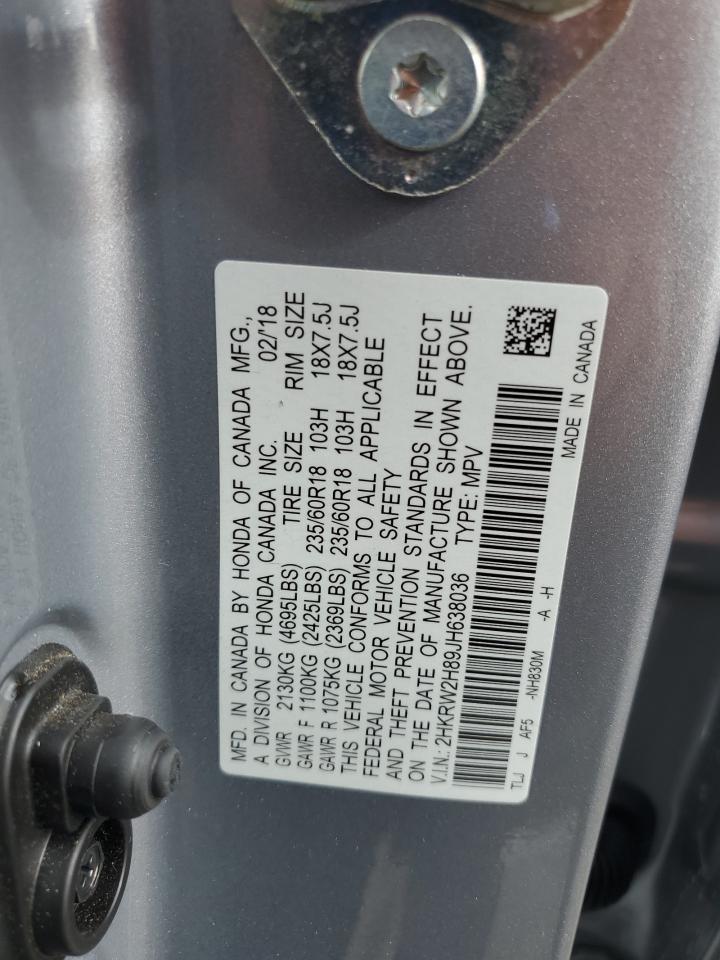 MFD. IN CANADA BY HONDA OF CANADA MFG.,
A DIVISION OF HONDA CANADA INC. 02/'18
GVWR 2130KG (4695LBS) TIRE SIZE RIM SIZE
GAWR F 1100KG (2425LBS) 235/60R18 103H 18X7.5J
GAWR R 1075KG (2369LBS) 235/60R18 103H 18X7.5J
THIS VEHICLE CONFORMS TO ALL APPLICABLE
FEDERAL MOTOR VEHICLE SAFETY
AND THEFT PREVENTION STANDARDS IN EFFECT
ON THE DATE OF MANUFACTURE SHOWN ABOVE.
V.I.N.: 2HKRW2H89JH638036 TYPE: MPV
TLJ J AF5 -NH830M -A -H
MADE IN CANADA